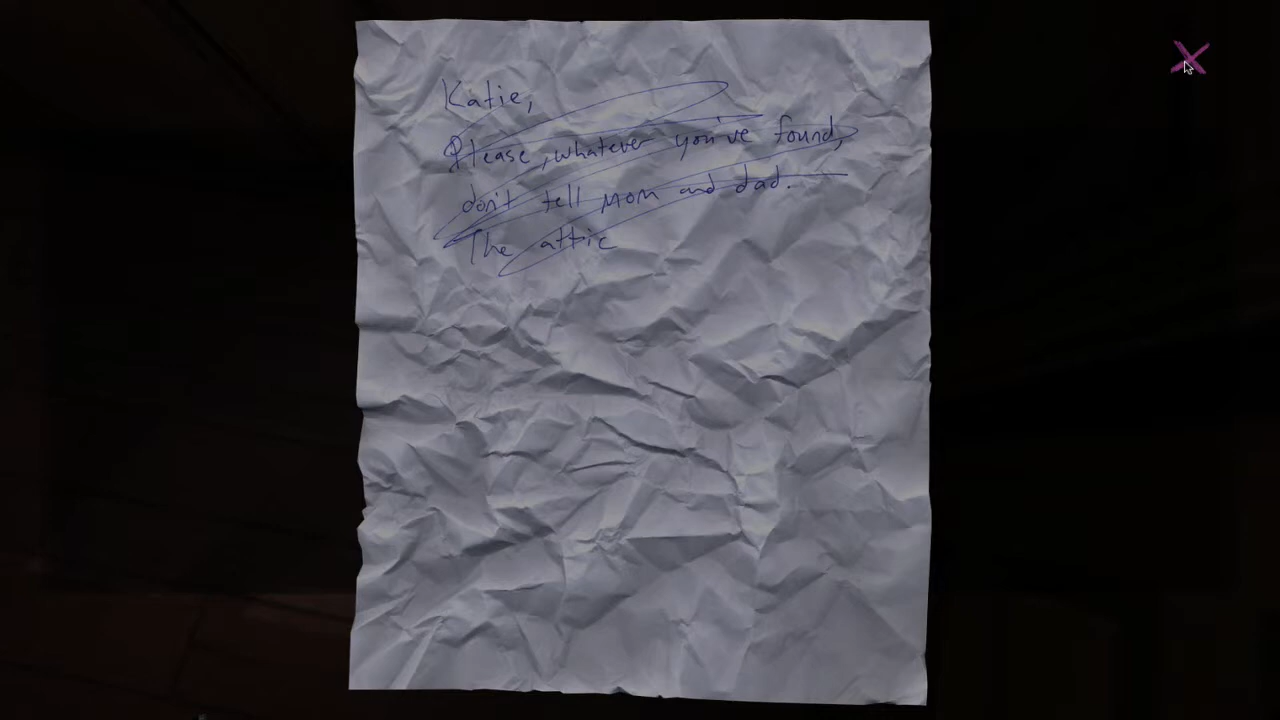 Katie,
Please, whatever you've found,
don't tell Mom and dad.
The attic